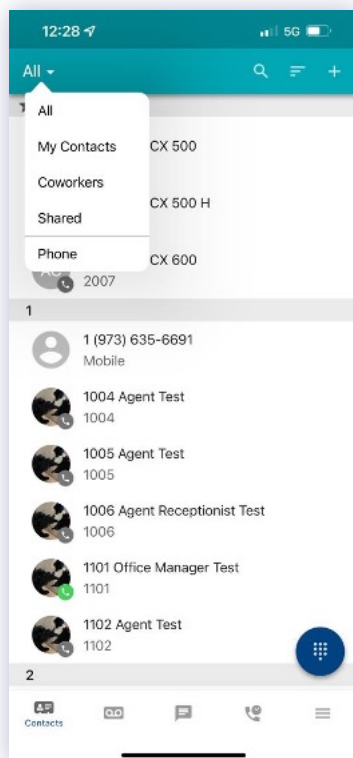 12:28
5G
All
All
My Contacts
CX 500
Coworkers
CX 500 H
Shared
CX 600
Phone
2007
1
1 (973) 635-6691
Mobile
1004 Agent Test
1004
1005 Agent Test
1005
1006 Agent Receptionist Test
1006
1101 Office Manager Test
1101
1102 Agent Test
1102
2
Contacts